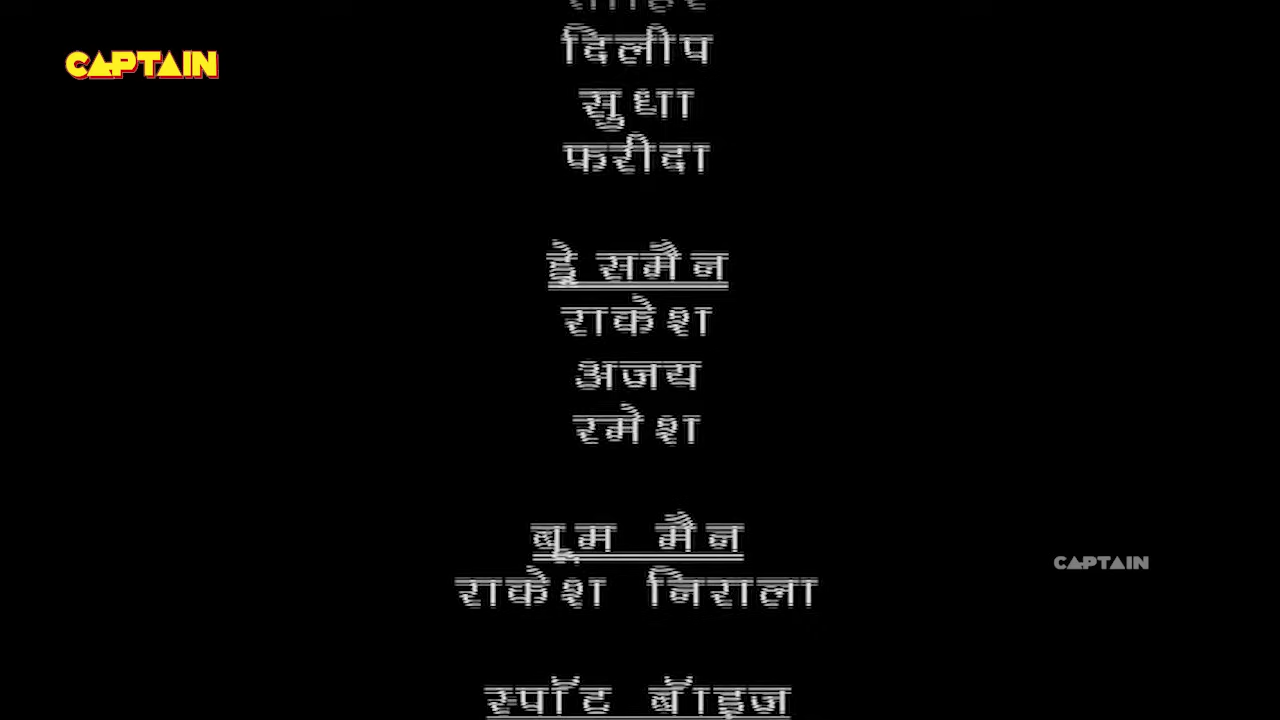 CAPTAIN
दिलीप
सुधा
फरीदा
ड्रेसमैन
राकेश
अजय
रमेश
बूम मैन
CAPTAIN
राकेश निराला
स्पॉट बॉइज